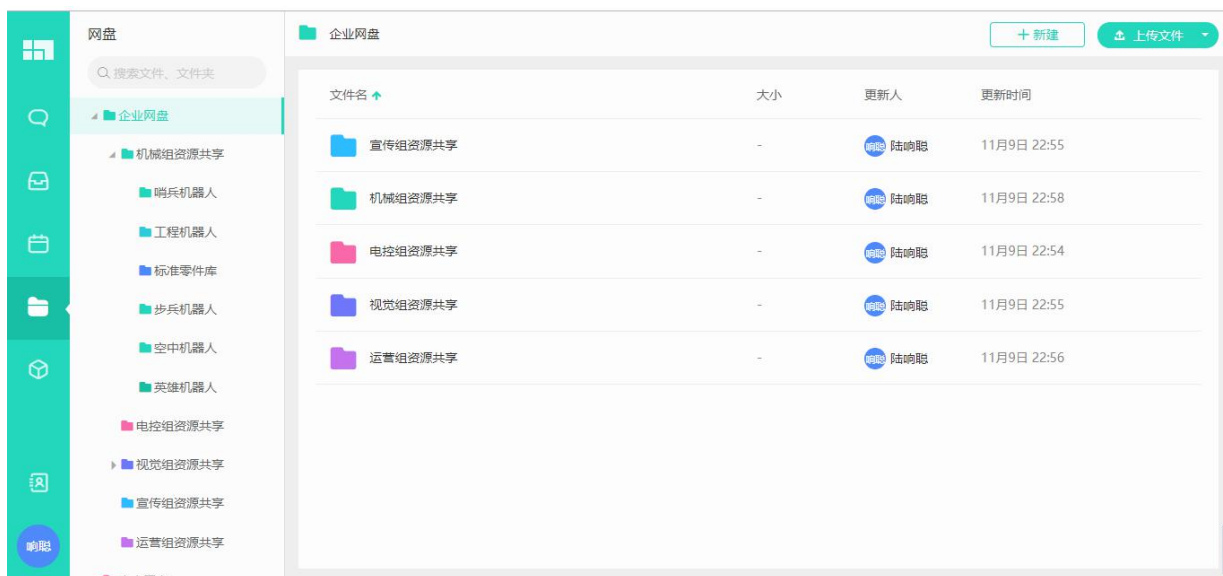 网盘
搜索文件、文件夹
企业网盘
机械组资源共享
哨兵机器人
工程机器人
标准零件库
步兵机器人
空中机器人
英雄机器人
电控组资源共享
视觉组资源共享
宣传组资源共享
运营组资源共享
响聪
企业网盘
新建
上传文件
文件名 大小 更新人 更新时间
宣传组资源共享 - 响聪 陆响聪 11月9日 22:55
机械组资源共享 - 响聪 陆响聪 11月9日 22:58
电控组资源共享 - 响聪 陆响聪 11月9日 22:54
视觉组资源共享 - 响聪 陆响聪 11月9日 22:55
运营组资源共享 - 响聪 陆响聪 11月9日 22:56